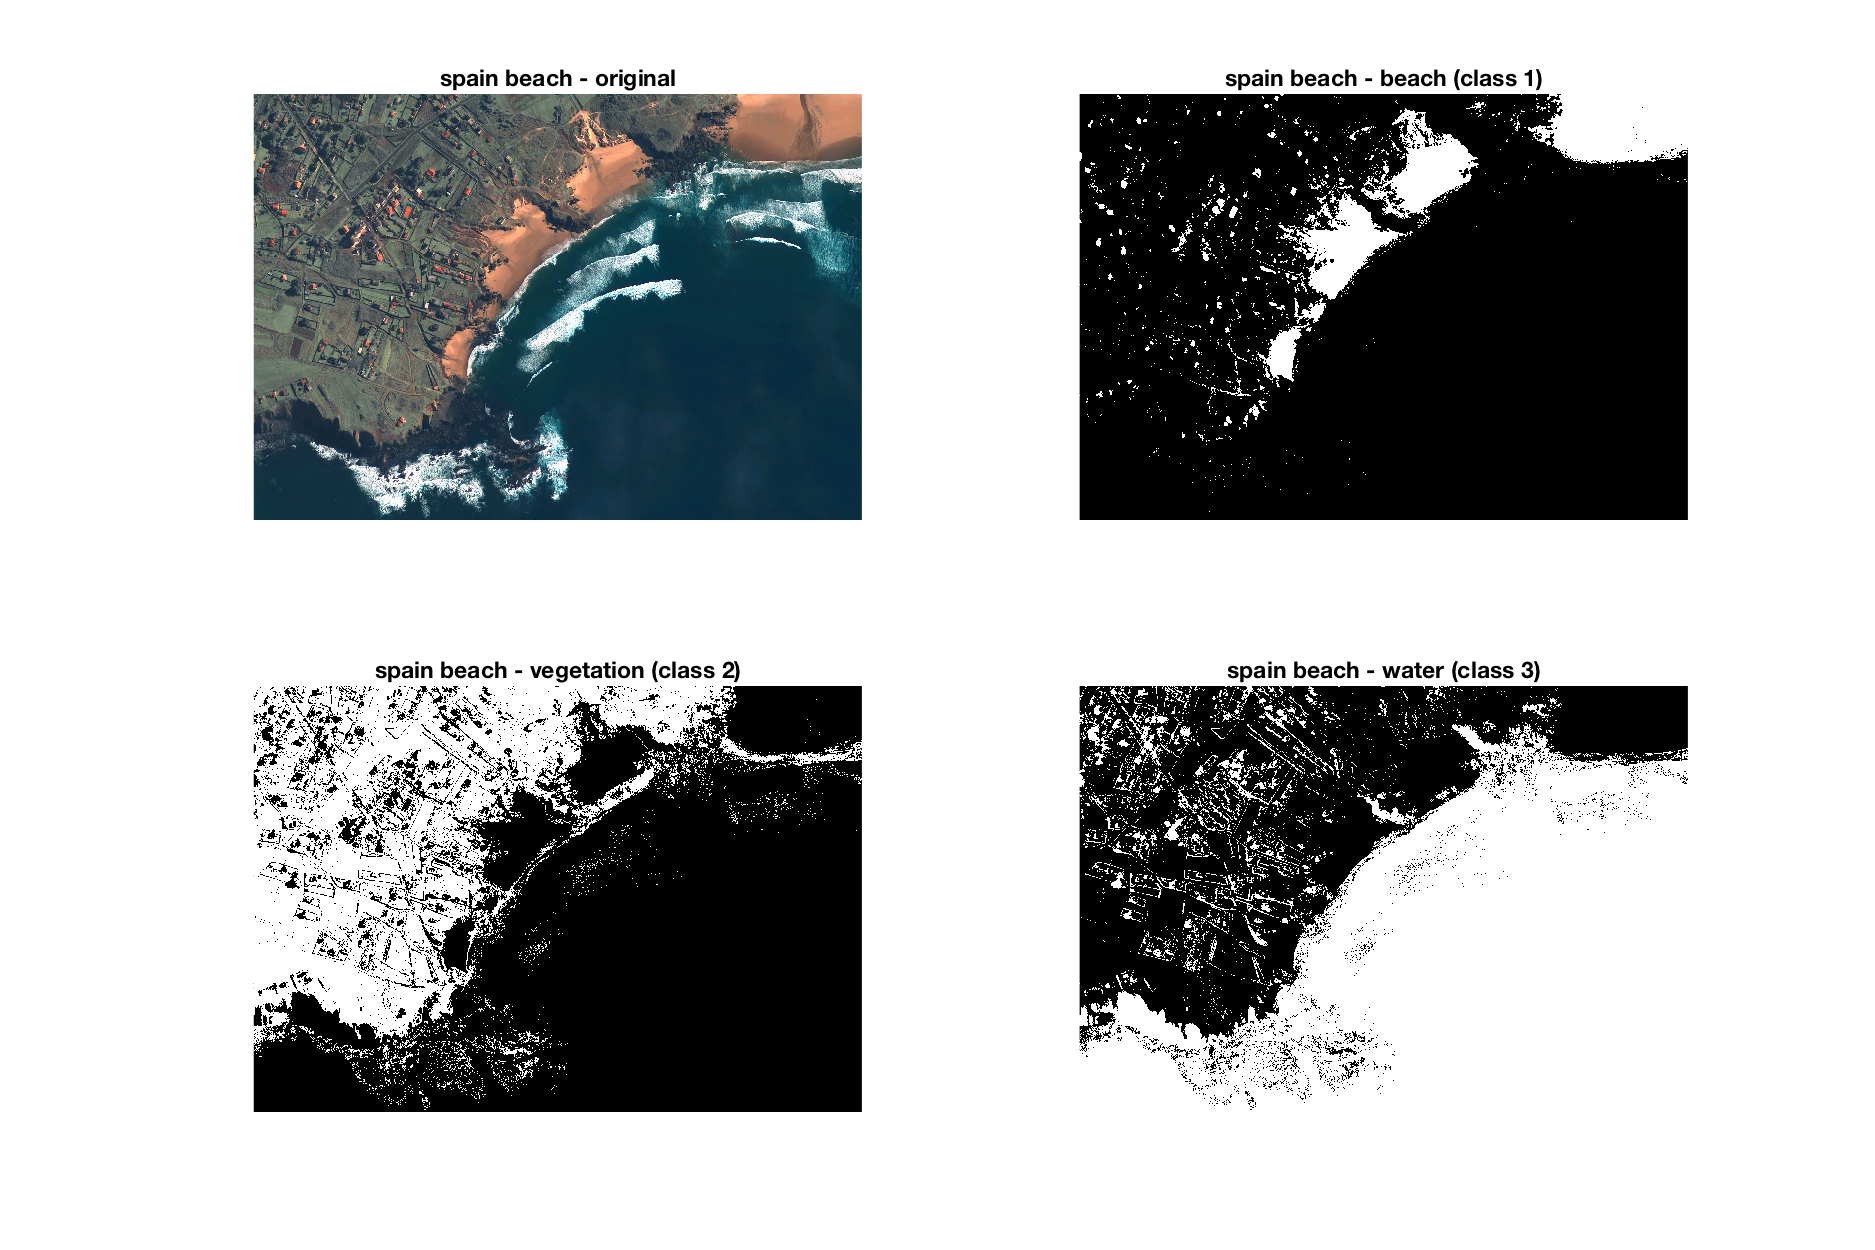 spain beach - original
spain beach - beach (class 1)
spain beach - vegetation (class 2)
spain beach - water (class 3)